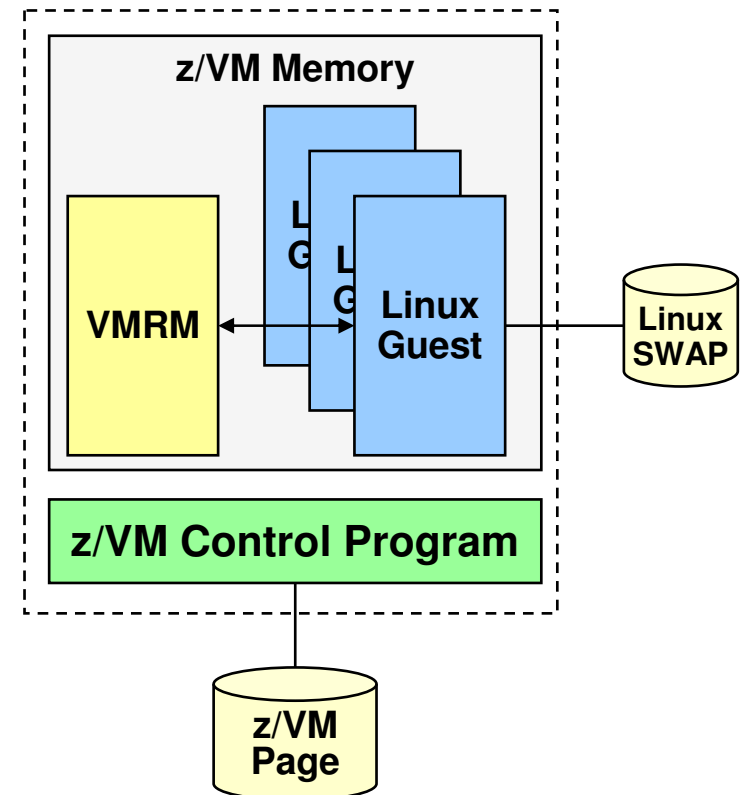 z/VM Memory
L
G
L
G
VMRM
Linux
Guest
Linux
SWAP
z/VM Control Program
z/VM
Page